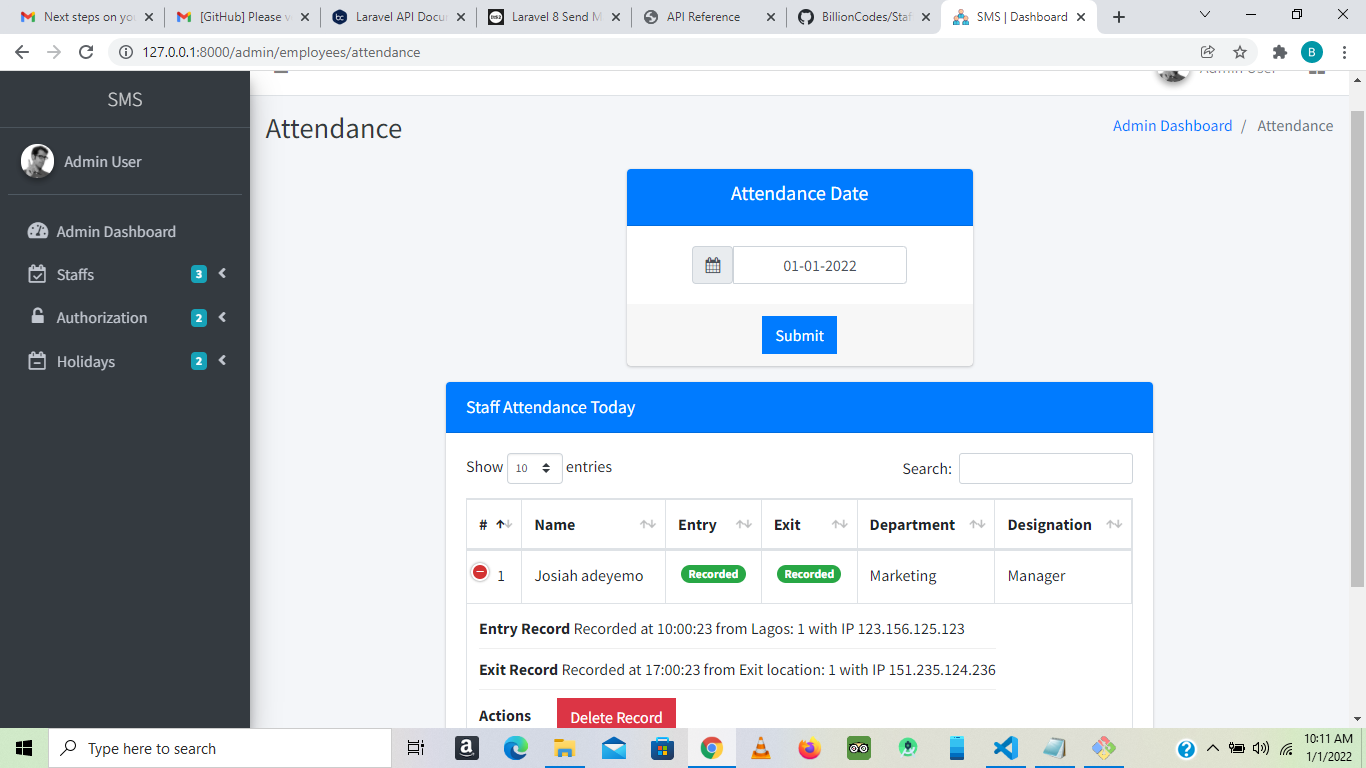 Next steps on you
[GitHub] Please v
Laravel API Docum
Laravel 8 Send M
API Reference
BillionCodes/Staf
SMS | Dashboard
127.0.0.1:8000/admin/employees/attendance
B
SMS
Admin User
Admin User
Admin Dashboard
Staffs 3
Authorization 2
Holidays 2
Attendance
Admin Dashboard / Attendance
Attendance Date
01-01-2022
Submit
Staff Attendance Today
Show 10 entries
Search:
# Name Entry Exit Department Designation
1 Josiah adeyemo Recorded Recorded Marketing Manager
Entry Record Recorded at 10:00:23 from Lagos: 1 with IP 123.156.125.123
Exit Record Recorded at 17:00:23 from Exit location: 1 with IP 151.235.124.236
Actions Delete Record
Type here to search
10:11 AM
1/1/2022